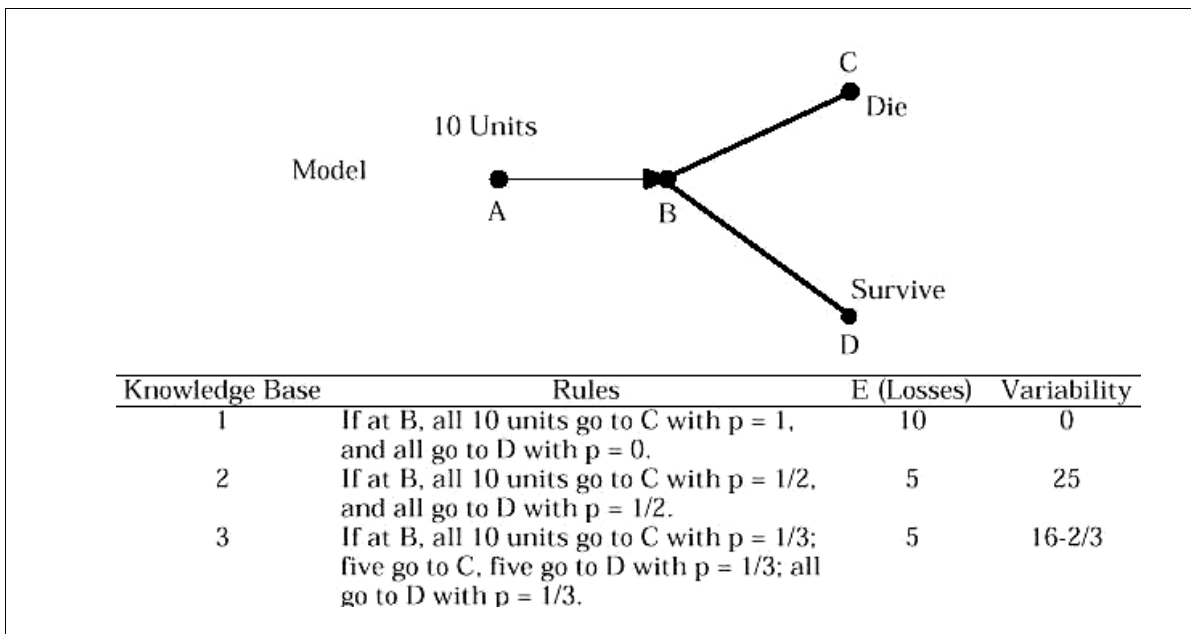 C
Die
10 Units
Model
A
B
Survive
D
Knowledge Base Rules E (Losses) Variability
1 If at B, all 10 units go to C with p = 1, 10 0
and all go to D with p = 0.
2 If at B, all 10 units go to C with p = 1/2, 5 25
and all go to D with p = 1/2.
3 If at B, all 10 units go to C with p = 1/3; 5 16-2/3
five go to C, five go to D with p = 1/3; all
go to D with p = 1/3.